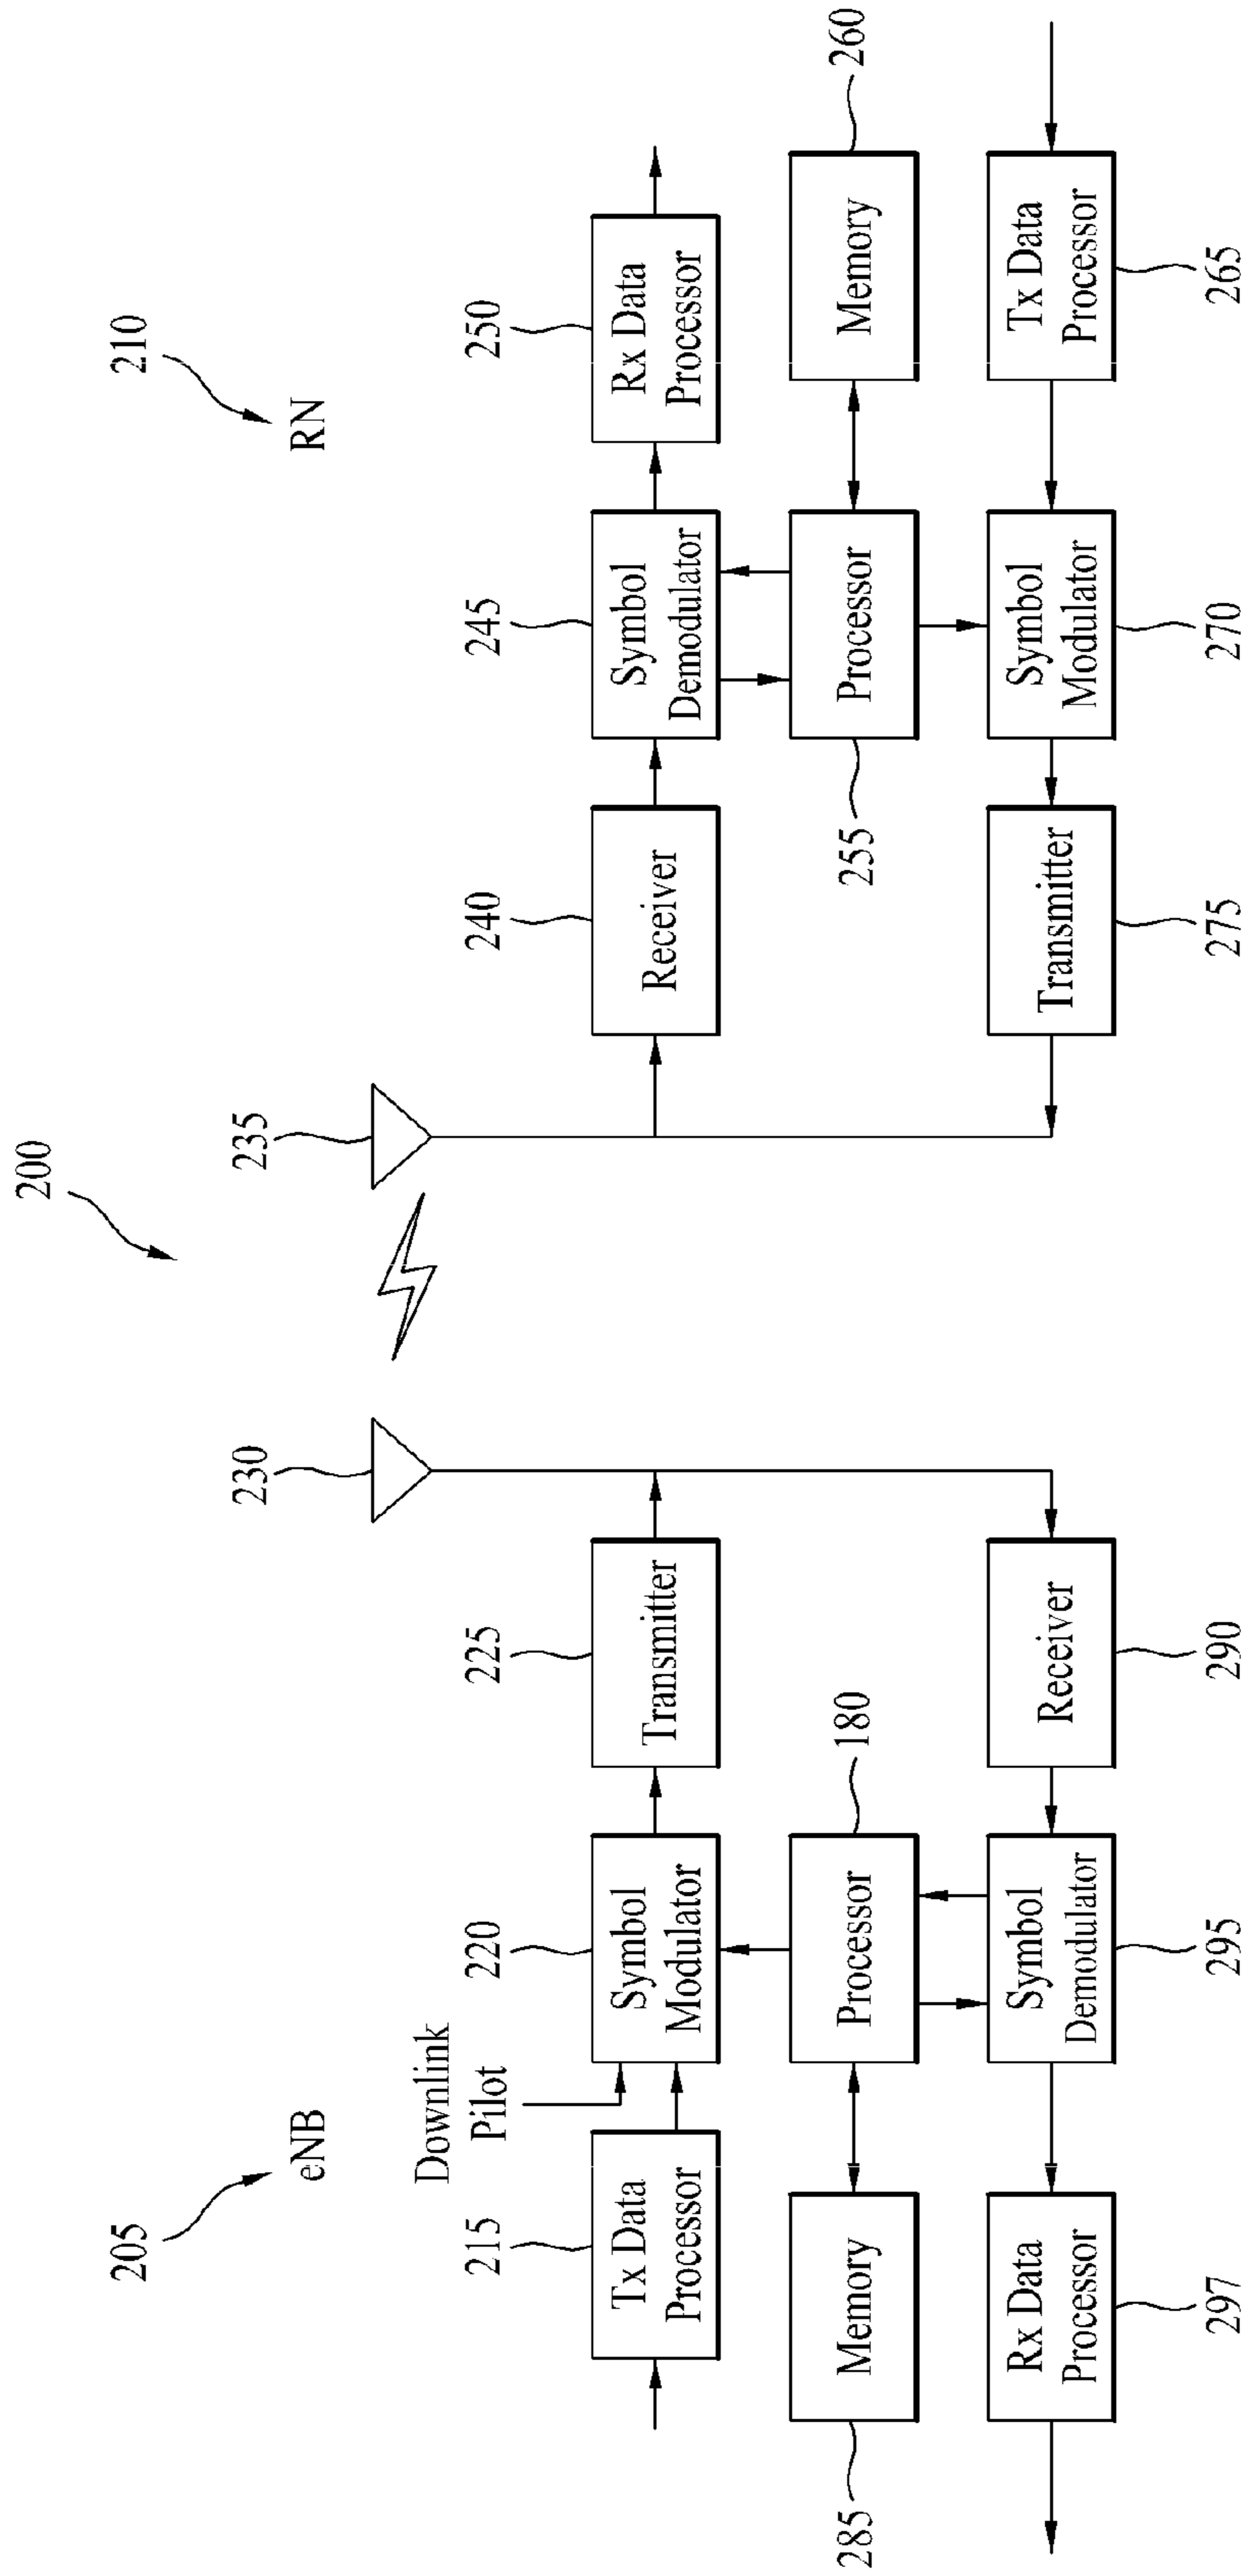 200
205
eNB
210
RN
230
235
Downlink
Pilot
215
220
225
240
245
250
Tx Data
Processor
Symbol
Modulator
Transmitter
Receiver
Symbol
Demodulator
Rx Data
Processor
285
Memory
Processor
180
255
Processor
Memory
260
Rx Data
Processor
Symbol
Demodulator
Receiver
Transmitter
Symbol
Modulator
Tx Data
Processor
297
295
290
275
270
265